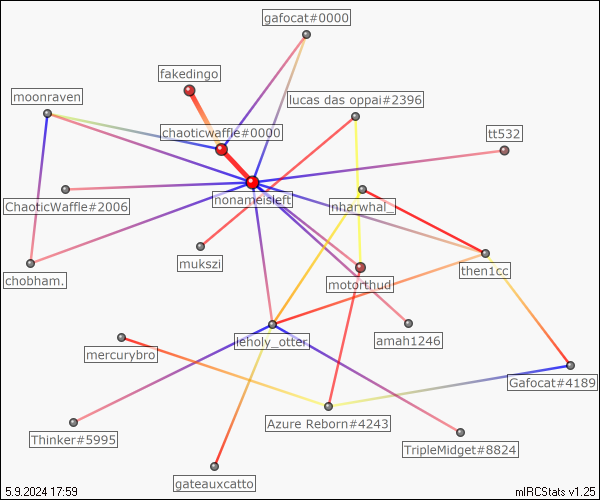 gafocat#0000
fakedingo
moonraven
lucas das oppai#2396
chaoticwaffle#0000
tt532
ChaoticWaffle#2006
nonameisleft
nharwhal_
chobham.
mukszi
then1cc
motorthud
leholy_otter
amah1246
mercurybro
Gafocat#4189
Azure Reborn#4243
Thinker#5995
TripleMidget#8824
gateauxcatto
5.9.2024 17:59
mIRCStats v1.25